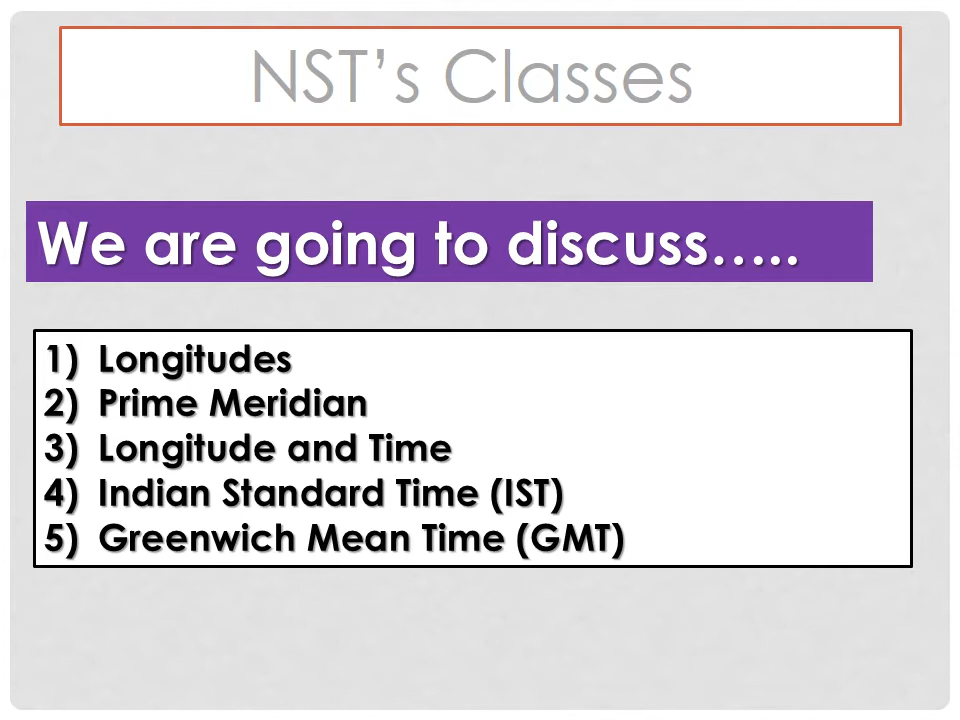 NST's Classes
We are going to discuss…..
1) Longitudes
2) Prime Meridian
3) Longitude and Time
4) Indian Standard Time (IST)
5) Greenwich Mean Time (GMT)